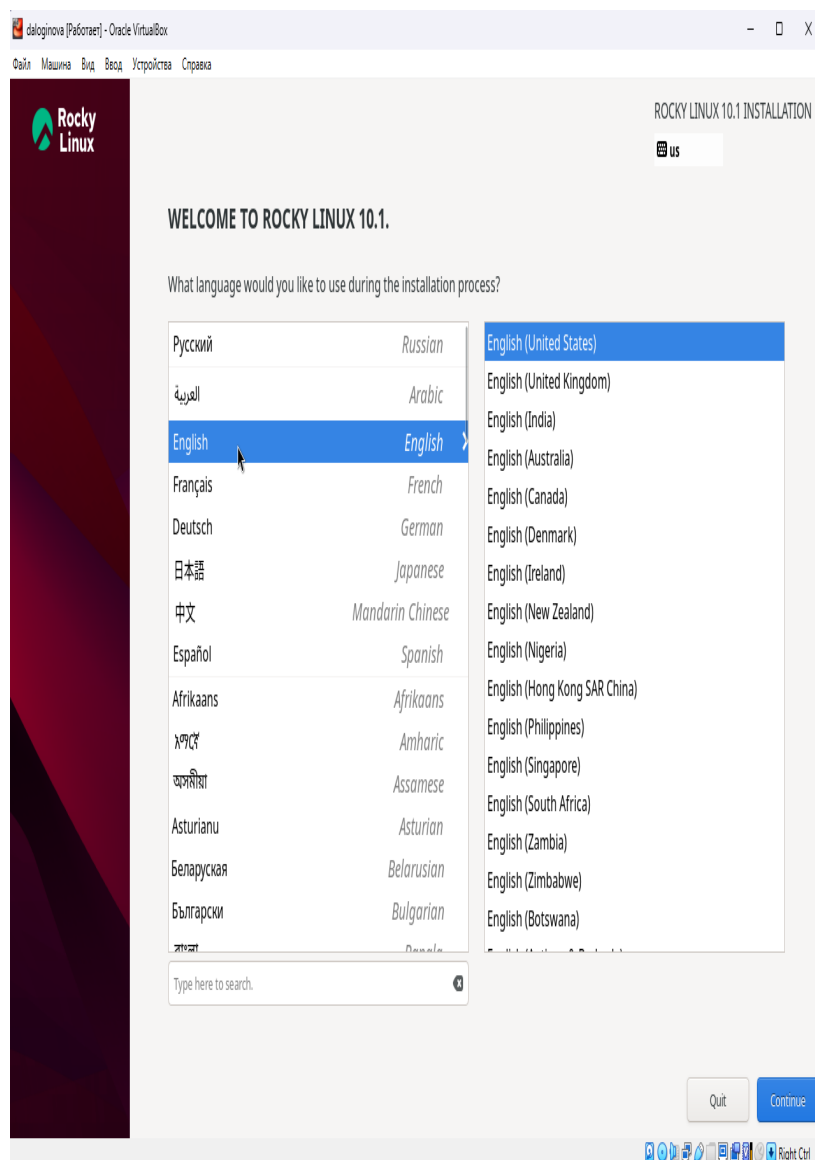 daloginova [Работает] - Oracle VirtualBox
Файл Машина Вид Ввод Устройства Справка
Rocky
Linux
ROCKY LINUX 10.1 INSTALLATION
us
WELCOME TO ROCKY LINUX 10.1.
What language would you like to use during the installation process?
Русский Russian
العربية Arabic
English English
Français French
Deutsch German
日本語 Japanese
中文 Mandarin Chinese
Español Spanish
Afrikaans Afrikaans
አማርኛ Amharic
অসমীয়া Assamese
Asturianu Asturian
Беларуская Belarusian
Български Bulgarian
English (United States)
English (United Kingdom)
English (India)
English (Australia)
English (Canada)
English (Denmark)
English (Ireland)
English (New Zealand)
English (Nigeria)
English (Hong Kong SAR China)
English (Philippines)
English (Singapore)
English (South Africa)
English (Zambia)
English (Zimbabwe)
English (Botswana)
Type here to search.
Quit Continue
Right Ctrl